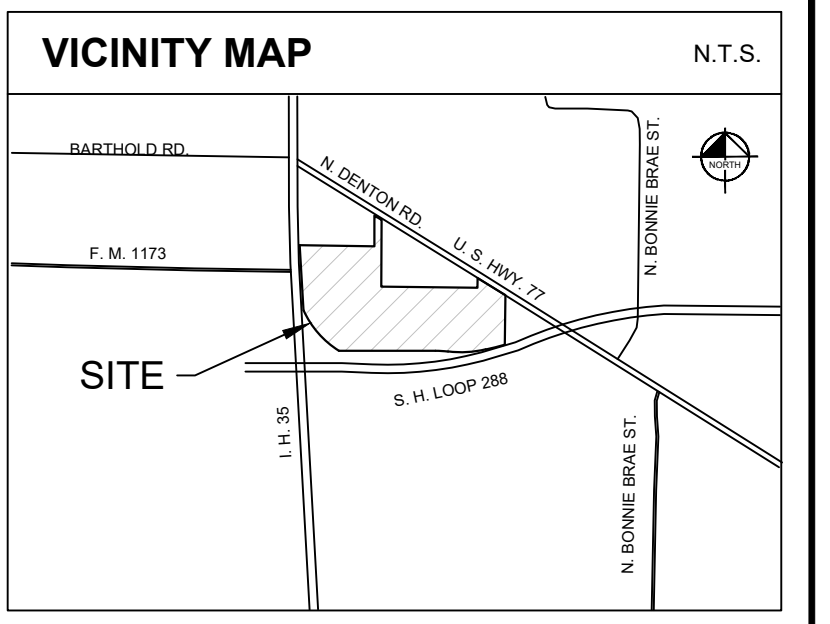 VICINITY MAP
N.T.S.
BARTHOLD RD.
N. DENTON RD.
N. BONNIE BRAE ST.
NORTH
F. M. 1173
U. S. HWY. 77
SITE
S. H. LOOP 288
I. H. 35
N. BONNIE BRAE ST.